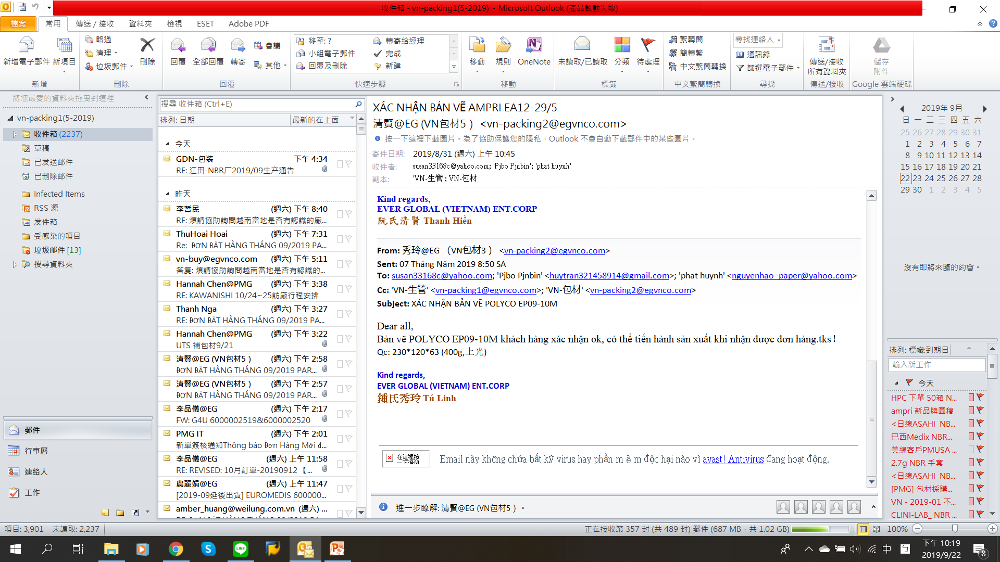 收件箱 - vn-packing1(5-2019) - Microsoft Outlook (產品啟動失敗)
檔案 常用 傳送 / 接收 資料夾 檢視 ESET Adobe PDF
新增電子郵件 新項目
新增
略過
清理
垃圾郵件
刪除
刪除
回覆 全部回覆 轉寄
會議
其他
回覆
移至: ?
小組電子郵件
回覆及刪除
轉寄給經理
完成
新建
快速步驟
移動 規則 OneNote
移動
未讀取/已讀取 分類 待處理
標籤
繁轉簡
簡轉繁
中文繁簡轉換
中文繁簡轉換
尋找連絡人
通訊錄
篩選電子郵件
尋找
傳送/接收
所有資料夾
傳送/接收
儲存
附件
Google 雲端硬碟
將您最愛的資料夾拖曳到這裡
vn-packing1(5-2019)
收件箱 (2237)
草稿
已发送邮件
已刪除邮件
Infected Items
RSS 源
发件箱
受感染的項目
垃圾邮件 [13]
搜尋資料夾
郵件
行事曆
連絡人
工作
搜尋 收件箱 (Ctrl+E)
排列: 日期 最新的在上面
今天
GDN-包装 下午 4:34
RE: 江田-NBR厂2019/09生产通告
昨天
李哲民 (週六) 下午 8:40
RE: 煩請協助詢問越南當地是否有認識的廠...
ThuHoai Hoai (週六) 下午 7:31
Re: ĐƠN ĐẶT HÀNG THÁNG 09/2019 PA...
vn-buy@egvnco.com (週六) 下午 5:11
答复: 煩請協助詢問越南當地是否有認識的...
Hannah Chen@PMG (週六) 下午 3:38
RE: KAWANISHI 10/24~25訪廠行程安排
Thanh Nga (週六) 下午 3:27
RE: ĐƠN ĐẶT HÀNG THÁNG 09/2019 PA...
Hannah Chen@PMG (週六) 下午 3:22
UTS 補包材9/21
清賢@EG (VN包材5 ) (週六) 下午 2:58
ĐƠN ĐẶT HÀNG THÁNG 09/2019 PAR...
清賢@EG (VN包材5 ) (週六) 下午 2:57
ĐƠN ĐẶT HÀNG THÁNG 09/2019 PAR...
李品儀@EG (週六) 下午 2:17
FW: G4U 6000002519&6000002520
PMG IT (週六) 下午 2:01
新單簽核通知Thông báo Đơn Hàng Mới đ...
李品儀@EG (週六) 上午 11:58
RE: REVISED: 10月訂單-20190912 【 ...
農麗娟@EG (週六) 上午 11:47
[2019-09延後出貨] EUROMEDIS 600000...
amber_huang@weilung.com.vn (週六) ...
XÁC NHẬN BẢN VẼ AMPRI EA12-29/5
清賢@EG (VN包材5 ) <vn-packing2@egvnco.com>
按一下這裡下載圖片。為了協助保護您的隱私，Outlook 不會自動下載郵件中的某些圖片。
寄件日期: 2019/8/31 (週六) 上午 10:45
收件者: susan33168c@yahoo.com; 'Pjbo Pjnbin'; 'phat huynh'
副本: 'VN-生管'; VN-包材
Kind regards,
EVER GLOBAL (VIETNAM) ENT.CORP
阮氏清賢 Thanh Hiền
From: 秀玲@EG （VN包材3 ） <vn-packing2@egvnco.com>
Sent: 07 Tháng Năm 2019 8:50 SA
To: susan33168c@yahoo.com; 'Pjbo Pjnbin' <huytran321458914@gmail.com>; 'phat huynh' <nguyenhao_paper@yahoo.com>
Cc: 'VN-生管' <vn-packing1@egvnco.com>; 'VN-包材' <vn-packing2@egvnco.com>
Subject: XÁC NHẬN BẢN VẼ POLYCO EP09-10M
Dear all,
Bản vẽ POLYCO EP09-10M khách hàng xác nhận ok, có thể tiến hành sản xuất khi nhận được đơn hàng.tks !
Qc: 230*120*63 (400g,上光)
Kind regards,
EVER GLOBAL (VIETNAM) ENT.CORP
鍾氏秀玲 Tú Linh
在這裡按
Email này không chứa bất kỳ virus hay phần mềm độc hại nào vì avast! Antivirus đang hoạt động.
進一步瞭解: 清賢@EG (VN包材5 ) 。
2019年 9月
日 一 二 三 四 五 六
25 26 27 28 29 30 31
1 2 3 4 5 6 7
8 9 10 11 12 13 14
15 16 17 18 19 20 21
22 23 24 25 26 27 28
29 30 1 2 3 4 5
沒有即將來臨的約會。
排列: 標幟:到期日
輸入新工作
今天
HPC 下單 50箱 N...
ampri 新品牌圖稿
<日線ASAHI NB...
巴西Medix NBR...
美線客戶PMUSA ...
2.7g NBR 手套
<日線ASAHI NB...
[PMG] 包材採購...
VN - 2019-01 不...
CLINI-LAB_ NBR ...
項目: 3,901 未讀取: 2,237
正在接收第 357 封 (共 489 封) 郵件 (687 MB，共 1.02 GB) 100%
中
下午 10:19
2019/9/22
8